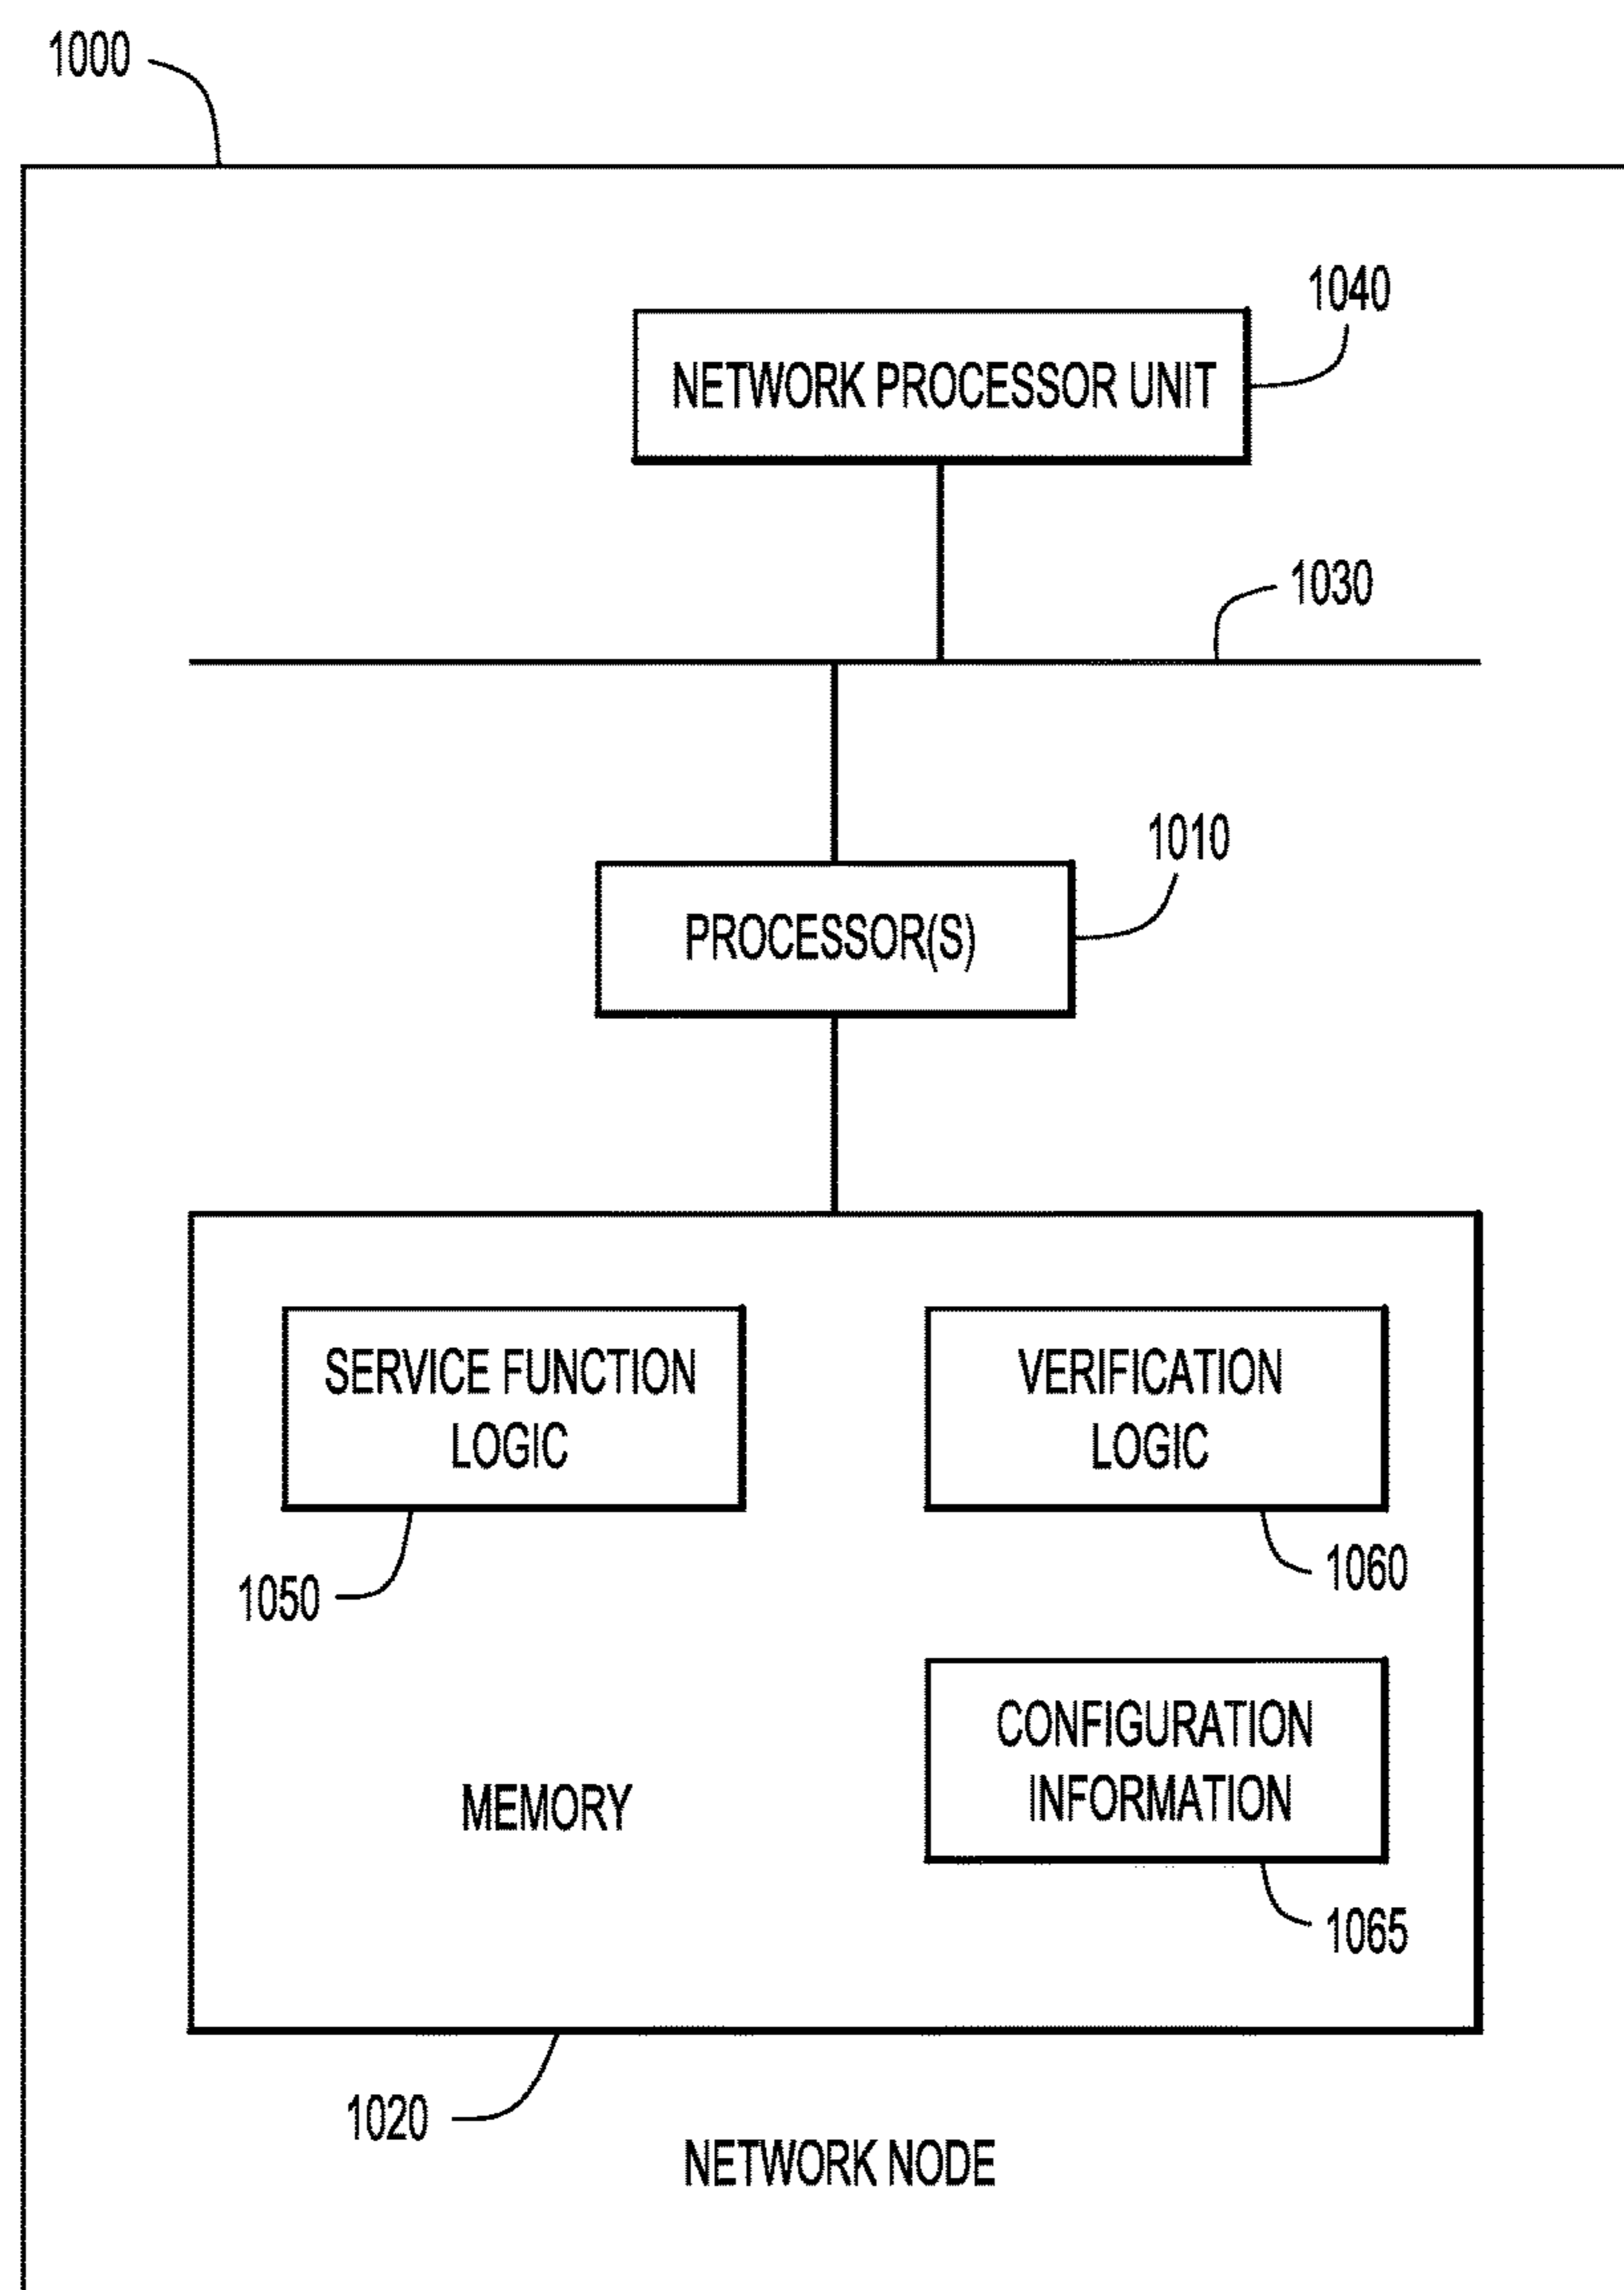 1000
1040
NETWORK PROCESSOR UNIT
1030
1010
PROCESSOR(S)
SERVICE FUNCTION
LOGIC
VERIFICATION
LOGIC
1050
1060
CONFIGURATION
INFORMATION
MEMORY
1065
1020
NETWORK NODE